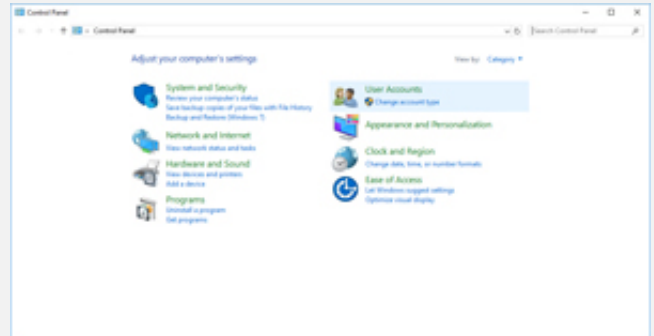 Control Panel
Control Panel
Search Control Panel
Adjust your computer's settings
View by: Category
System and Security
Review your computer's status
Save backup copies of your files with File History
Backup and Restore (Windows 7)
Network and Internet
View network status and tasks
Hardware and Sound
View devices and printers
Add a device
Programs
Uninstall a program
Get programs
User Accounts
Change account type
Appearance and Personalization
Clock and Region
Change date, time, or number formats
Ease of Access
Let Windows suggest settings
Optimize visual display